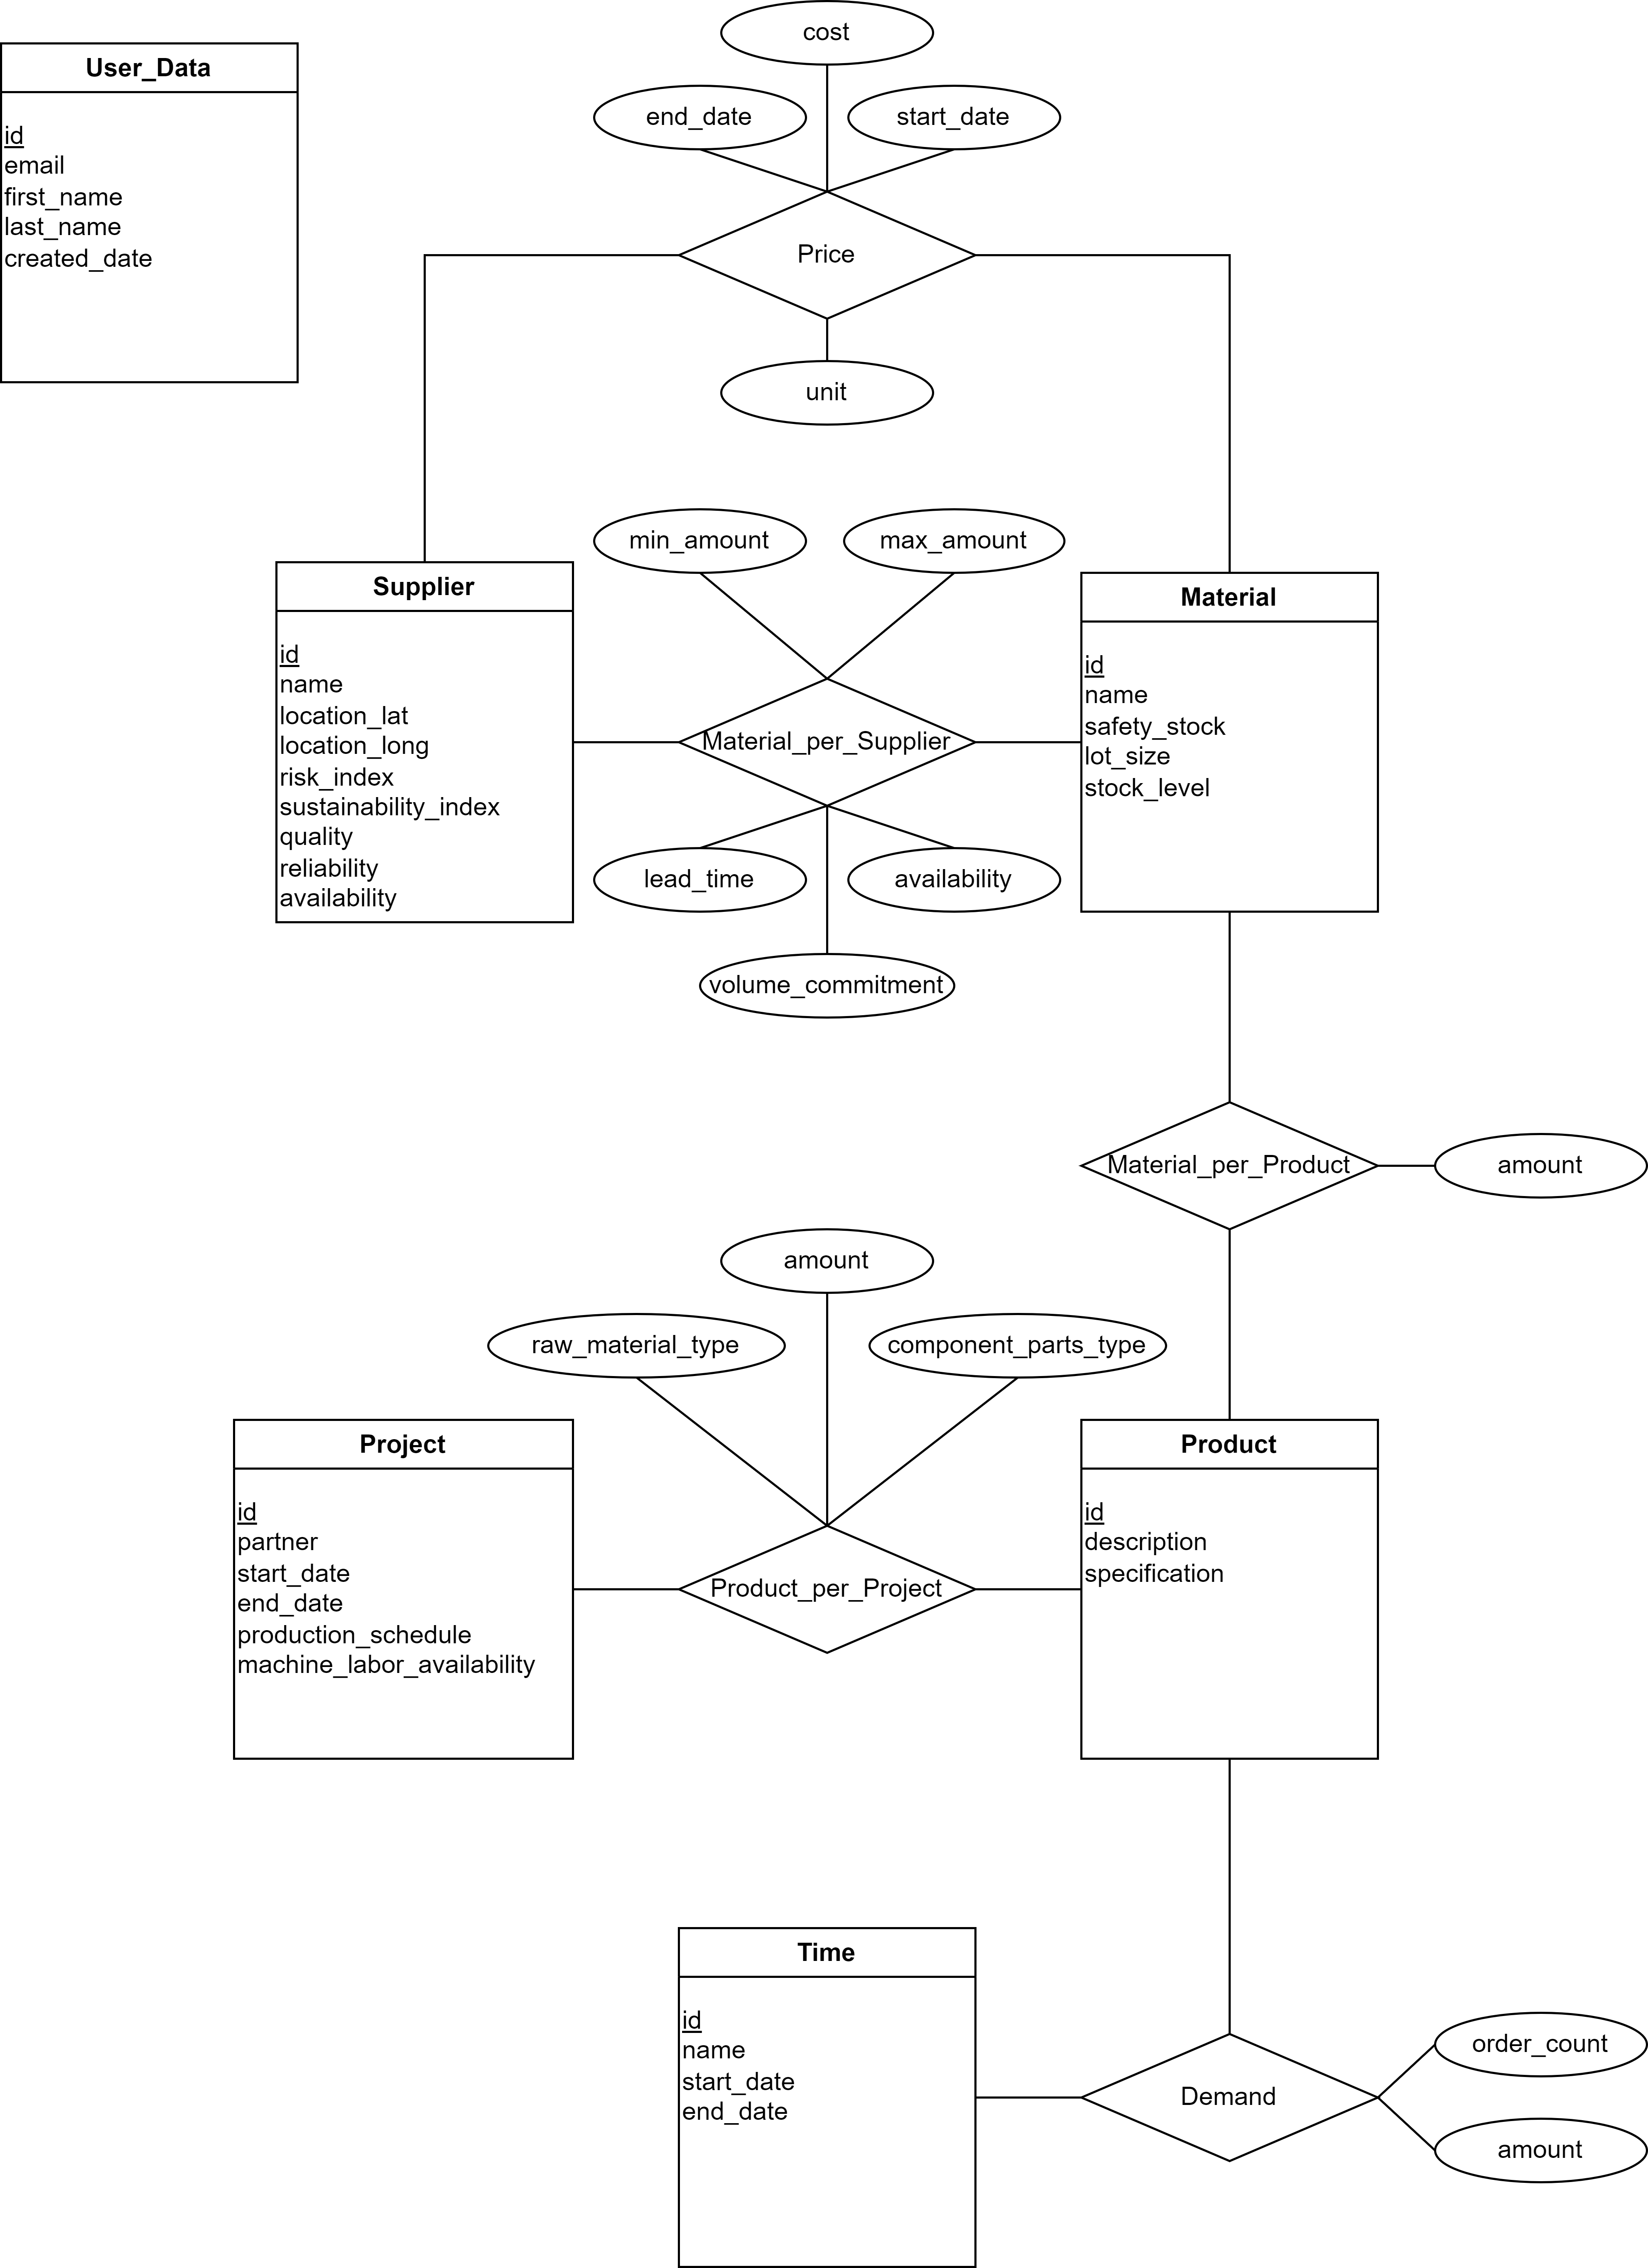 cost
User_Data
end_date
start_date
id
email
first_name
last_name
created_date
Price
unit
min_amount
max_amount
Supplier
Material
id
name
location_lat
location_long
risk_index
sustainability_index
quality
reliability
availability
Material_per_Supplier
id
name
safety_stock
lot_size
stock_level
lead_time
availability
volume_commitment
Material_per_Product
amount
amount
raw_material_type
component_parts_type
Project
Product
id
partner
start_date
end_date
production_schedule
machine_labor_availability
Product_per_Project
id
description
specification
Time
id
name
start_date
end_date
Demand
order_count
amount